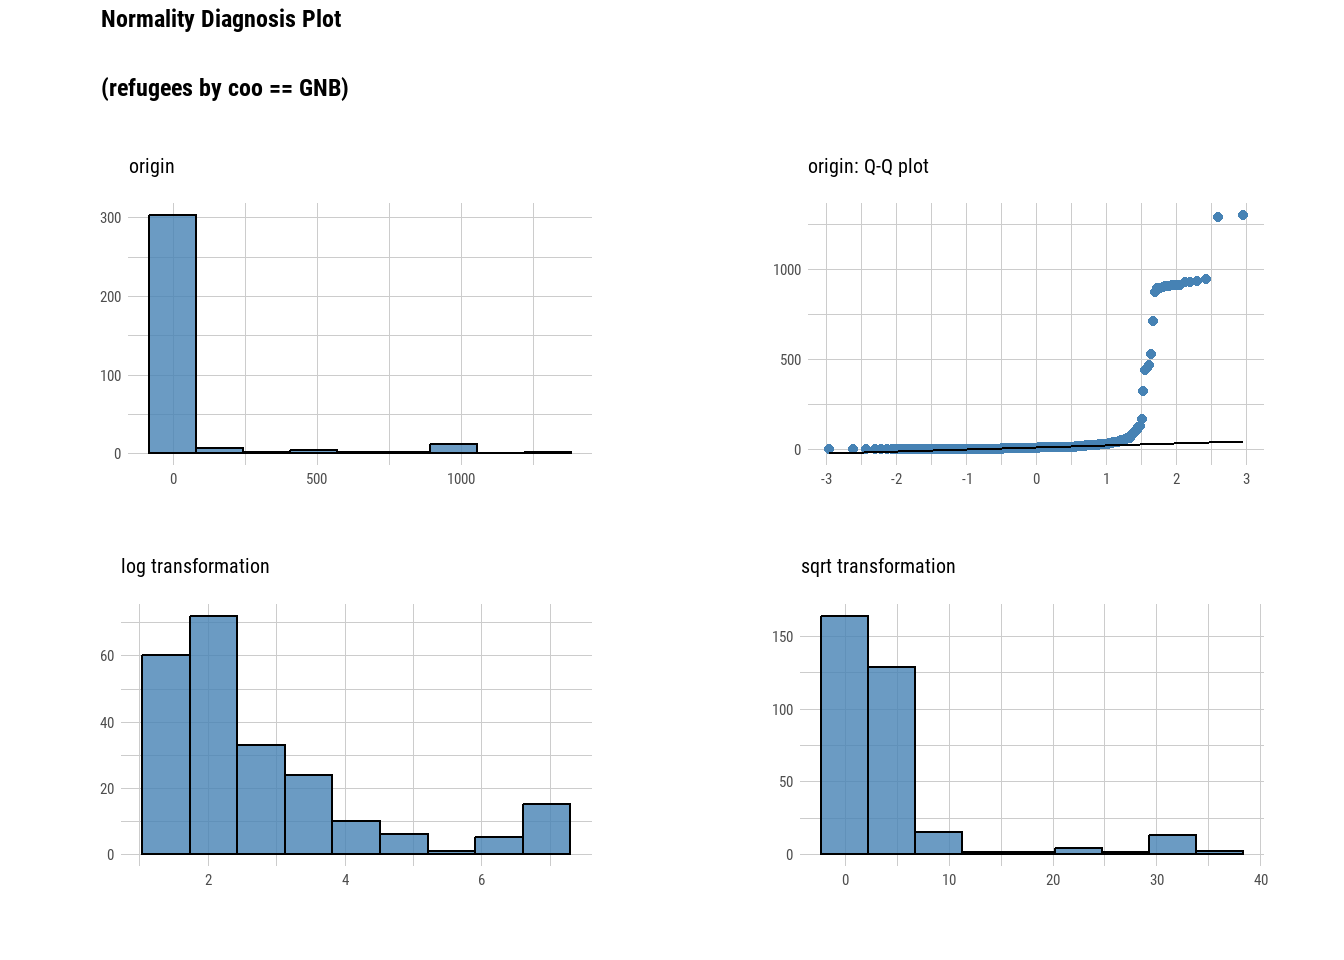 Normality Diagnosis Plot
(refugees by coo == GNB)
origin
300
200
100
0
0 500 1000
origin: Q-Q plot
1000
500
0
-3 -2 -1 0 1 2 3
log transformation
60
40
20
0
2 4 6
sqrt transformation
150
100
50
0
0 10 20 30 40